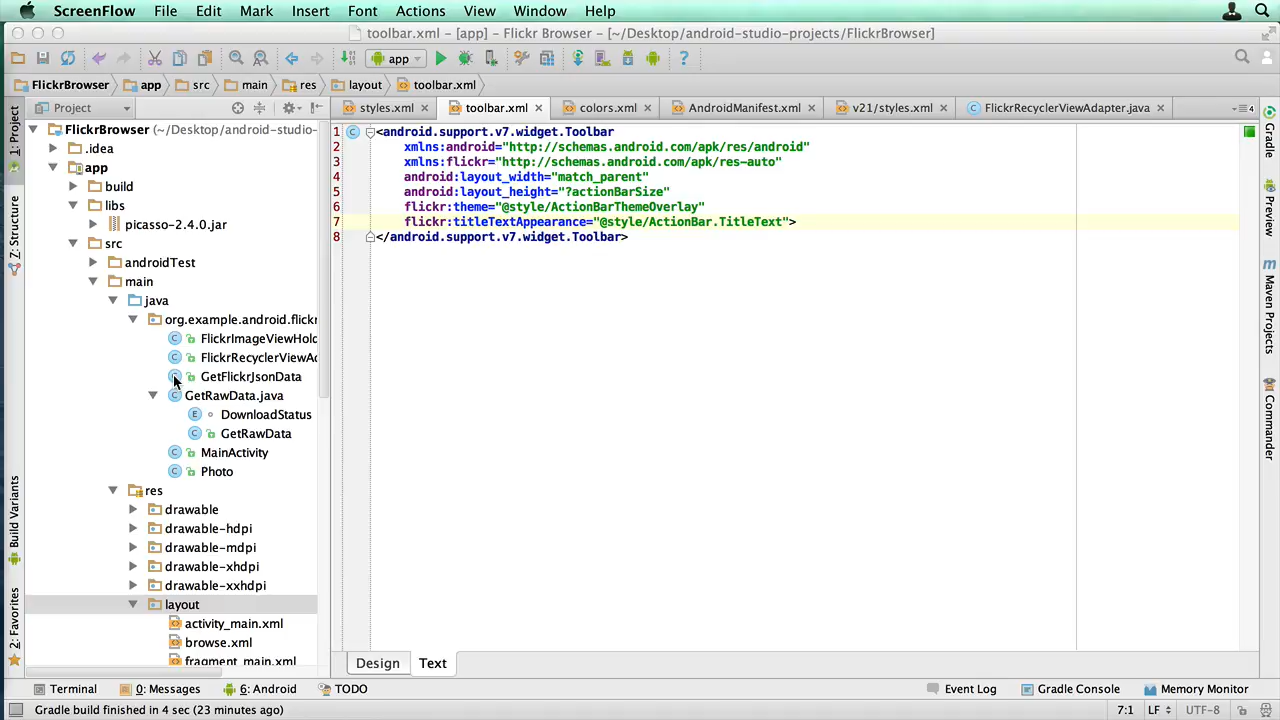 ScreenFlow File Edit Mark Insert Font Actions View Window Help
toolbar.xml - [app] - Flickr Browser - [~/Desktop/android-studio-projects/FlickrBrowser]
app
FlickrBrowser app src main res layout toolbar.xml
Project
styles.xml toolbar.xml colors.xml AndroidManifest.xml v21/styles.xml FlickrRecyclerViewAdapter.java
4
1: Project
Z: Structure
Build Variants
2: Favorites
FlickrBrowser (~/Desktop/android-studio-
.idea
app
build
libs
picasso-2.4.0.jar
src
androidTest
main
java
org.example.android.flickr
FlickrImageViewHold
FlickrRecyclerViewAd
GetFlickrJsonData
GetRawData.java
DownloadStatus
GetRawData
MainActivity
Photo
res
drawable
drawable-hdpi
drawable-mdpi
drawable-xhdpi
drawable-xxhdpi
layout
activity_main.xml
browse.xml
fragment_main.xml
1 <android.support.v7.widget.Toolbar
2 xmlns:android="http://schemas.android.com/apk/res/android"
3 xmlns:flickr="http://schemas.android.com/apk/res-auto"
4 android:layout_width="match_parent"
5 android:layout_height="?actionBarSize"
6 flickr:theme="@style/ActionBarThemeOverlay"
7 flickr:titleTextAppearance="@style/ActionBar.TitleText">
8 </android.support.v7.widget.Toolbar>
Gradle
Preview
Maven Projects
Commander
Design Text
Terminal 0: Messages 6: Android TODO Event Log Gradle Console Memory Monitor
Gradle build finished in 4 sec (23 minutes ago) 7:1 LF UTF-8